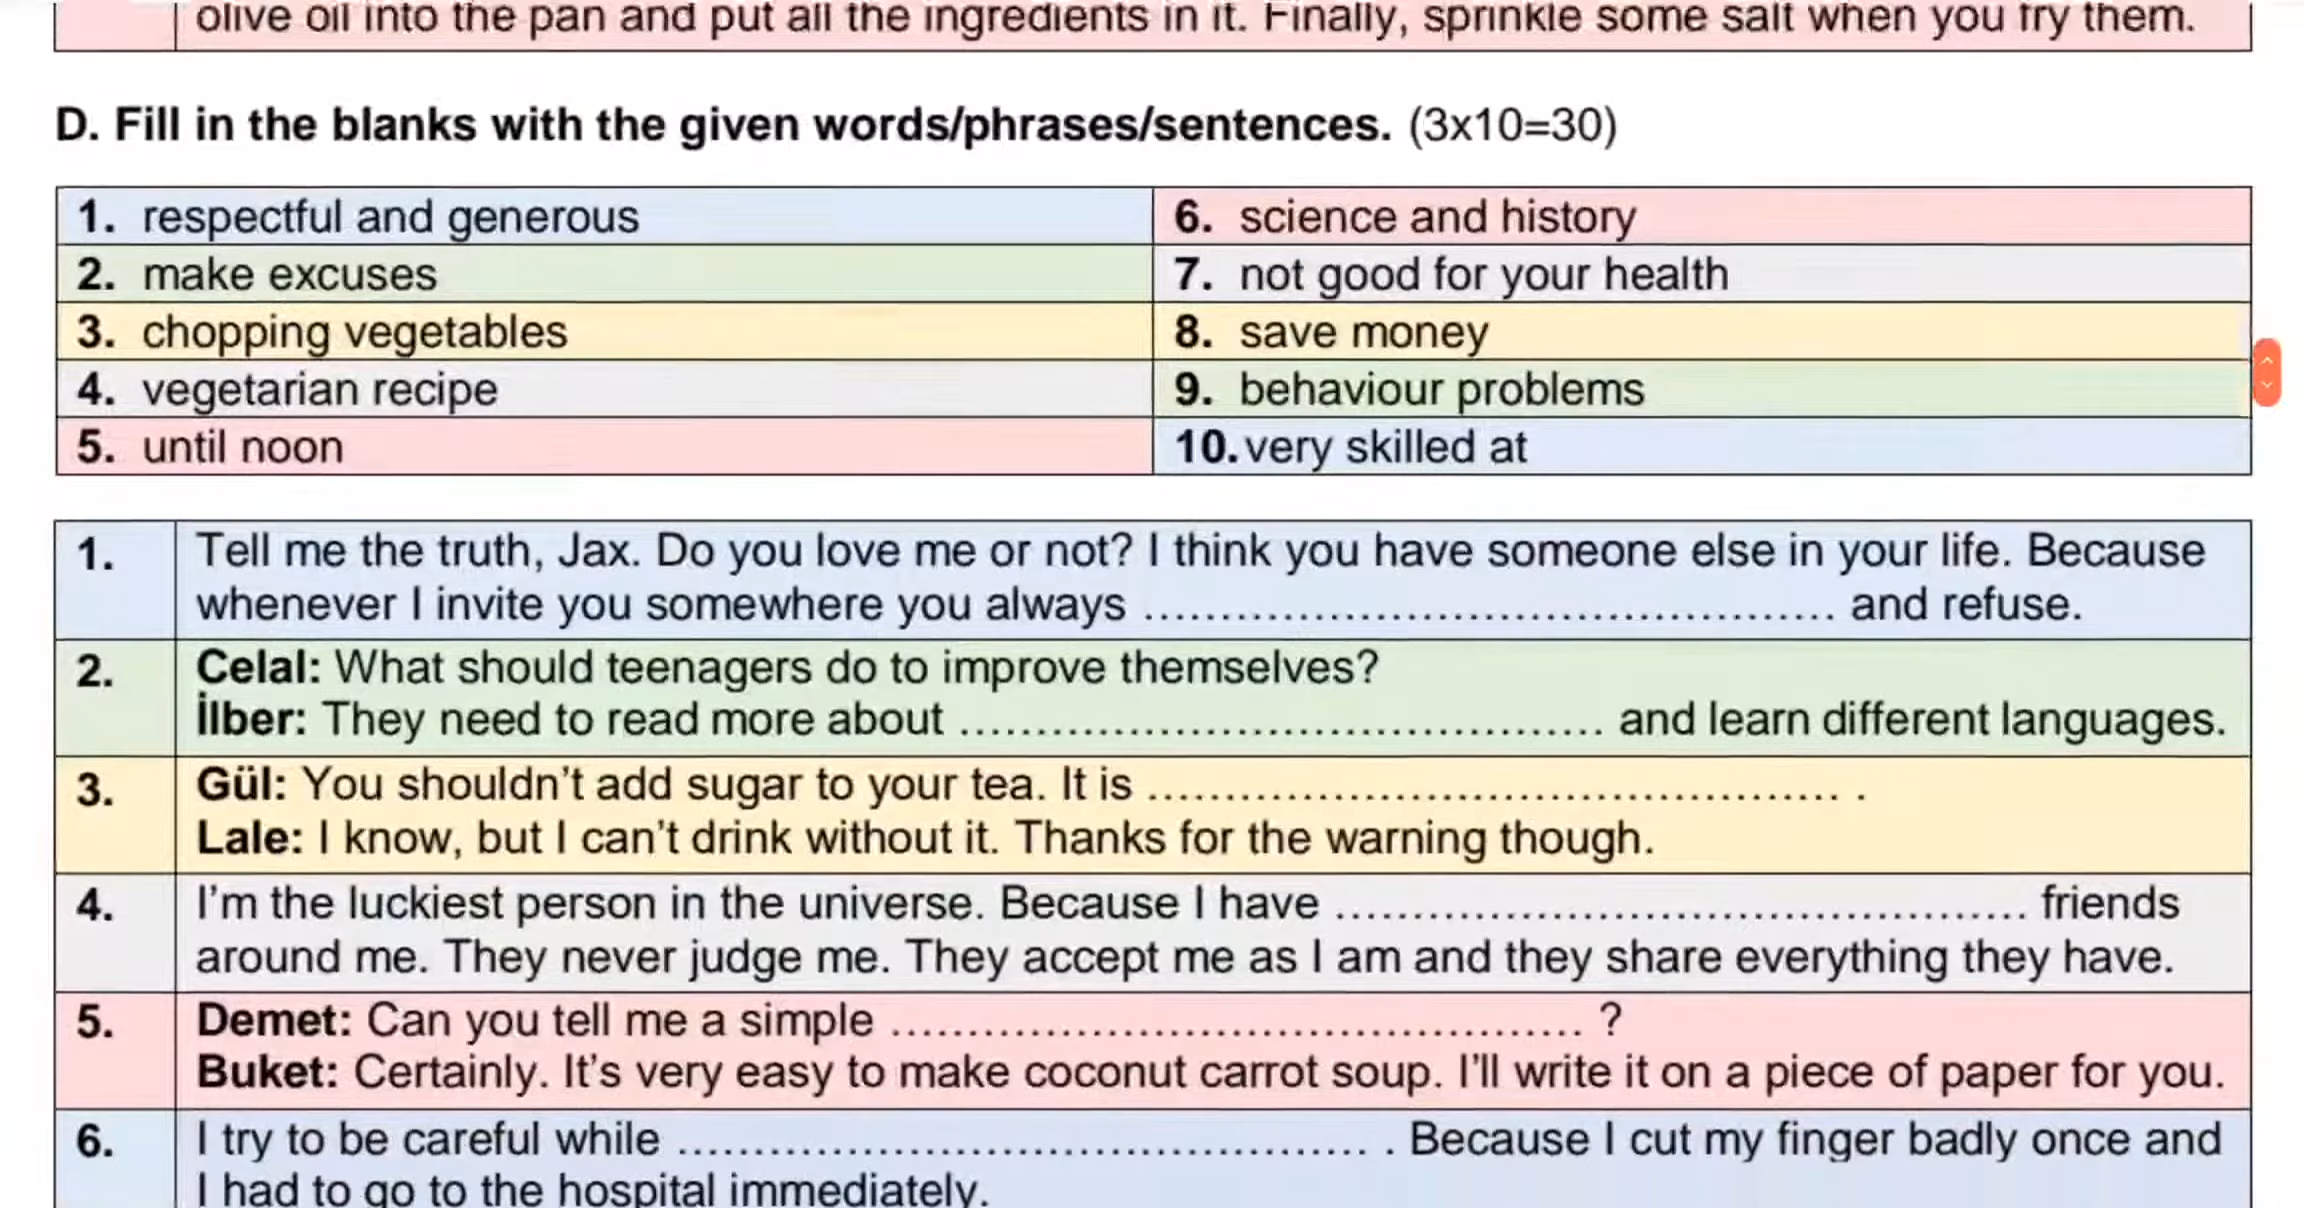 olive oil into the pan and put all the ingredients in it. Finally, sprinkle some salt when you fry them.
D. Fill in the blanks with the given words/phrases/sentences. (3x10=30)
1. respectful and generous
2. make excuses
3. chopping vegetables
4. vegetarian recipe
5. until noon
6. science and history
7. not good for your health
8. save money
9. behaviour problems
10. very skilled at
1. Tell me the truth, Jax. Do you love me or not? I think you have someone else in your life. Because
whenever I invite you somewhere you always ............................................. and refuse.
2. Celal: What should teenagers do to improve themselves?
İlber: They need to read more about .......................................... and learn different languages.
3. Gül: You shouldn't add sugar to your tea. It is ............................................. .
Lale: I know, but I can't drink without it. Thanks for the warning though.
4. I'm the luckiest person in the universe. Because I have ............................................. friends
around me. They never judge me. They accept me as I am and they share everything they have.
5. Demet: Can you tell me a simple ............................................. ?
Buket: Certainly. It's very easy to make coconut carrot soup. I'll write it on a piece of paper for you.
6. I try to be careful while ............................................. . Because I cut my finger badly once and
I had to go to the hospital immediately.